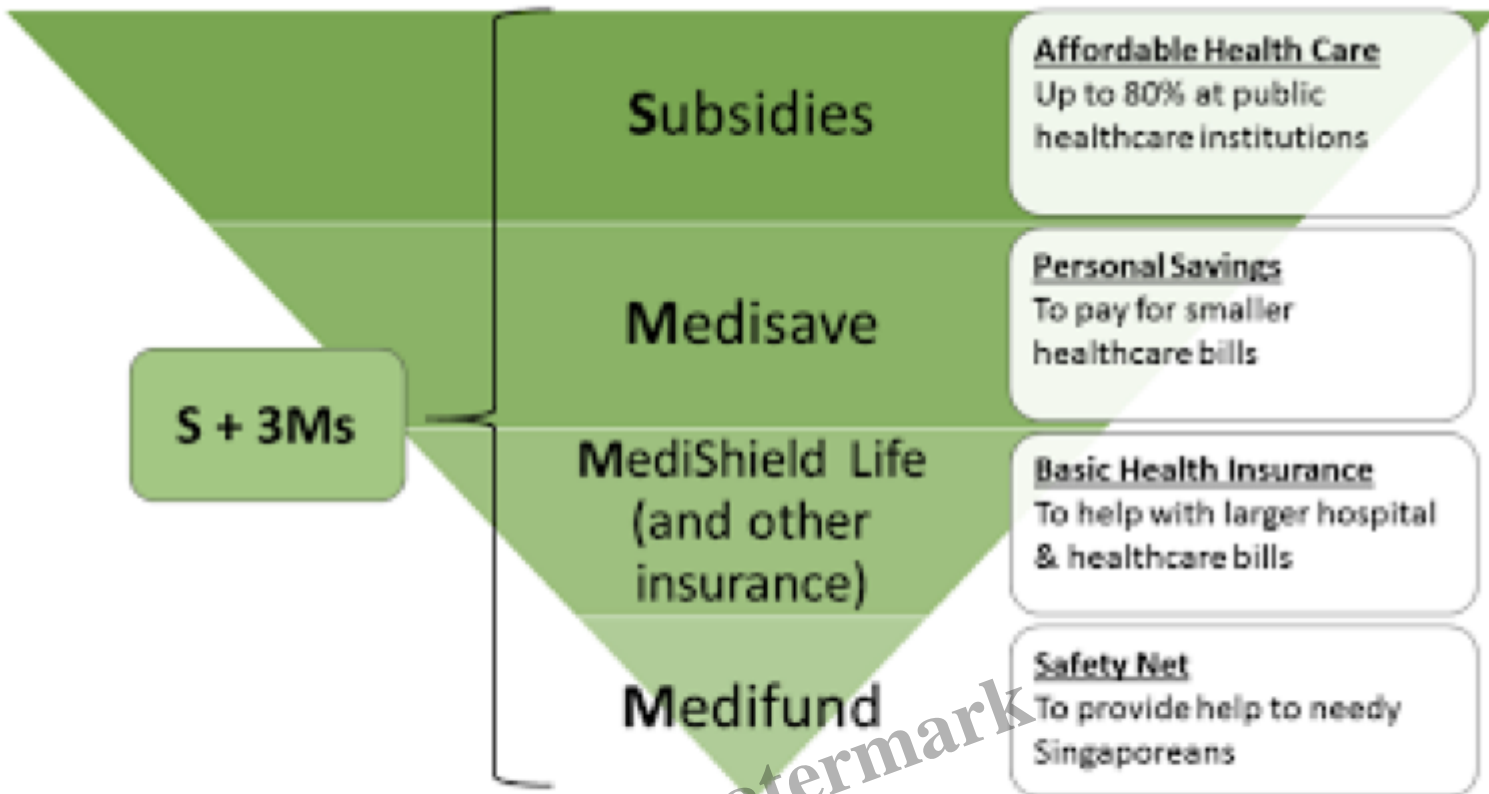 Subsidies
Affordable Health Care
Up to 80% at public
healthcare institutions
Medisave
Personal Savings
To pay for smaller
healthcare bills
S + 3Ms
MediShield Life
(and other
insurance)
Basic Health Insurance
To help with larger hospital
& healthcare bills
Medifund
Safety Net
To provide help to needy
Singaporeans